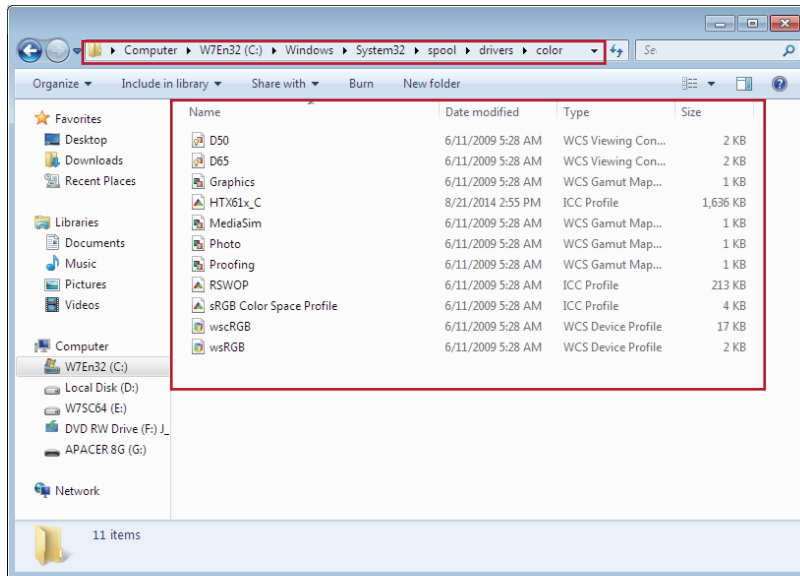 Computer W7En32 (C:) Windows System32 spool drivers color Se
Organize Include in library Share with Burn New folder
Favorites
Desktop
Downloads
Recent Places
Libraries
Documents
Music
Pictures
Videos
Computer
W7En32 (C:)
Local Disk (D:)
W7SC64 (E:)
DVD RW Drive (F:) J_
APACER 8G (G:)
Network
Name Date modified Type Size
D50 6/11/2009 5:28 AM WCS Viewing Con... 2 KB
D65 6/11/2009 5:28 AM WCS Viewing Con... 2 KB
Graphics 6/11/2009 5:28 AM WCS Gamut Map... 1 KB
HTX61x_C 8/21/2014 2:55 PM ICC Profile 1,636 KB
MediaSim 6/11/2009 5:28 AM WCS Gamut Map... 1 KB
Photo 6/11/2009 5:28 AM WCS Gamut Map... 1 KB
Proofing 6/11/2009 5:28 AM WCS Gamut Map... 1 KB
RSWOP 6/11/2009 5:28 AM ICC Profile 213 KB
sRGB Color Space Profile 6/11/2009 5:28 AM ICC Profile 4 KB
wscRGB 6/11/2009 5:28 AM WCS Device Profile 17 KB
wsRGB 6/11/2009 5:28 AM WCS Device Profile 2 KB
11 items